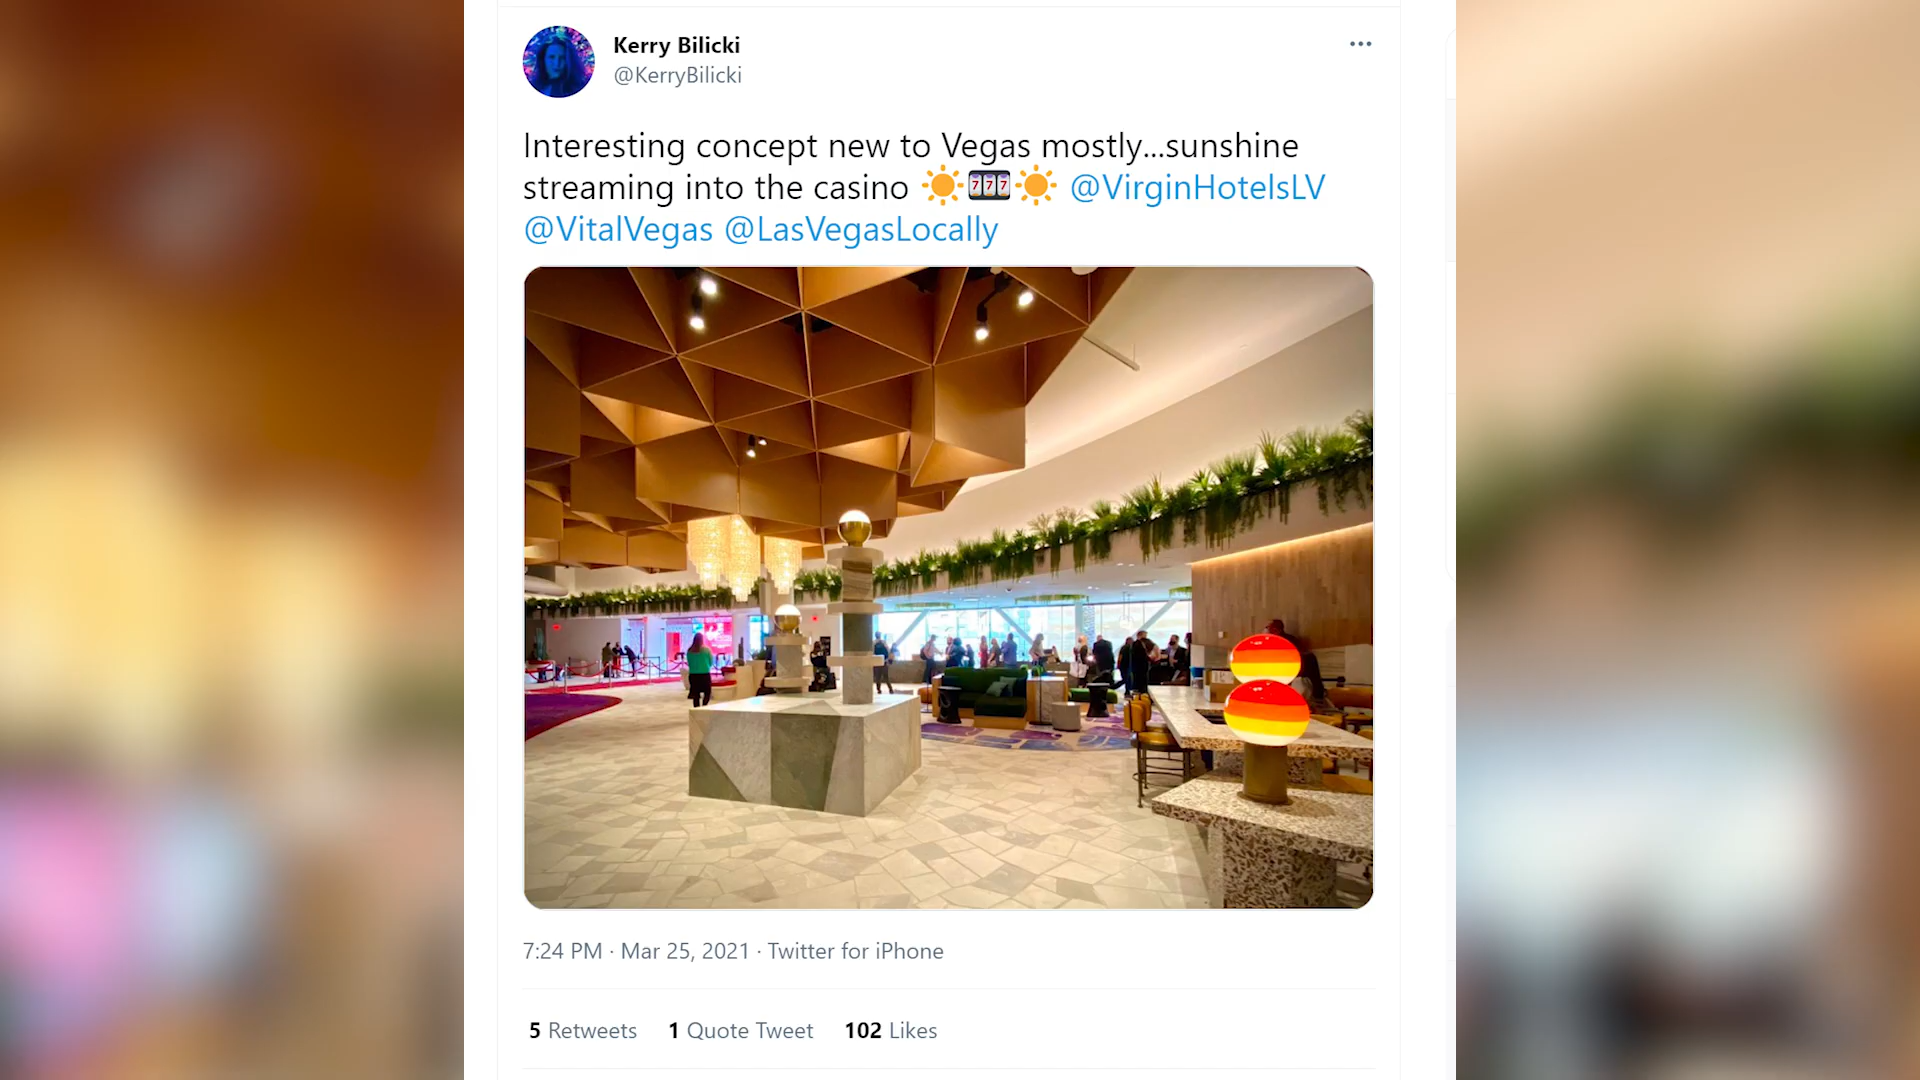 Kerry Bilicki
@KerryBilicki
Interesting concept new to Vegas mostly...sunshine
streaming into the casino ☀️🎰☀️ @VirginHotelsLV
@VitalVegas @LasVegasLocally
7:24 PM · Mar 25, 2021 · Twitter for iPhone
5 Retweets 1 Quote Tweet 102 Likes